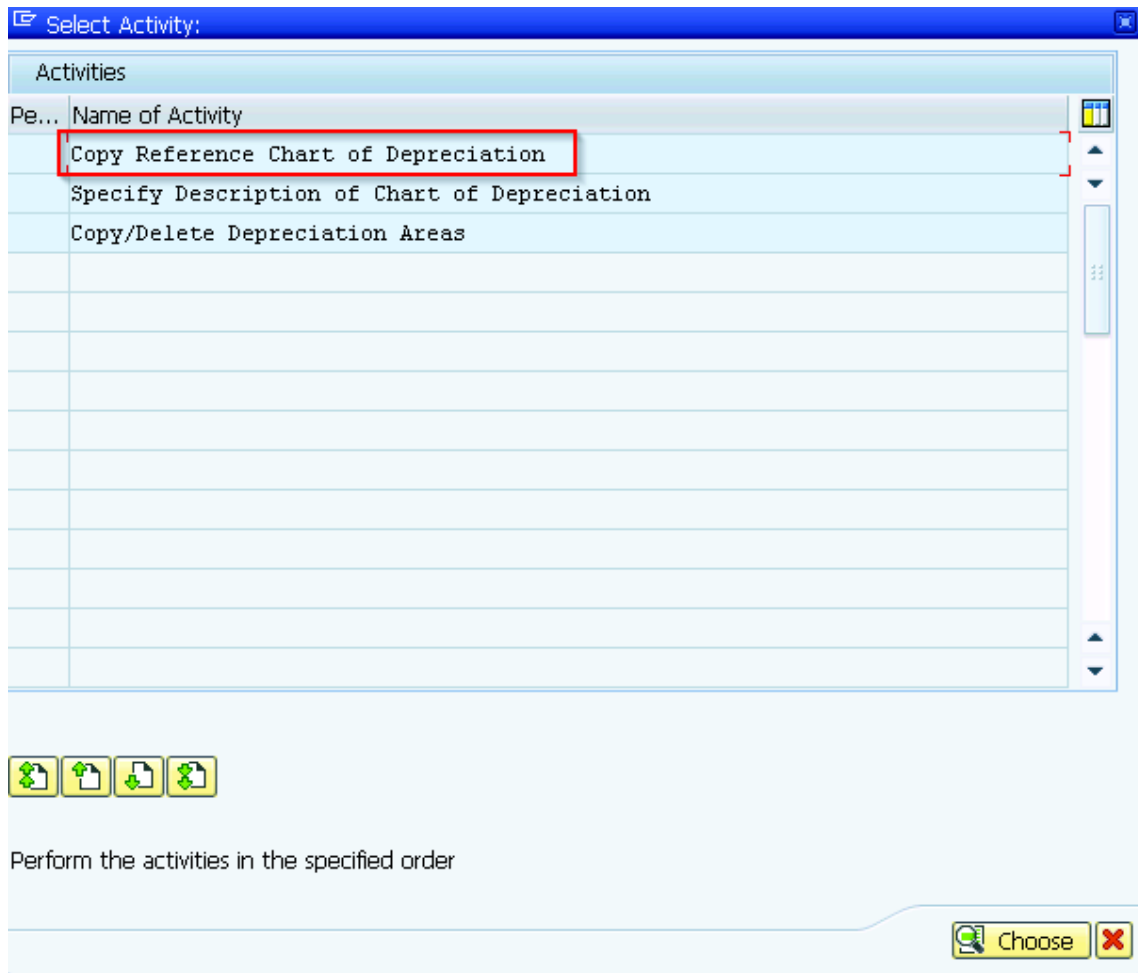 Select Activity:
Activities
Pe... Name of Activity
Copy Reference Chart of Depreciation
Specify Description of Chart of Depreciation
Copy/Delete Depreciation Areas
Perform the activities in the specified order
Choose